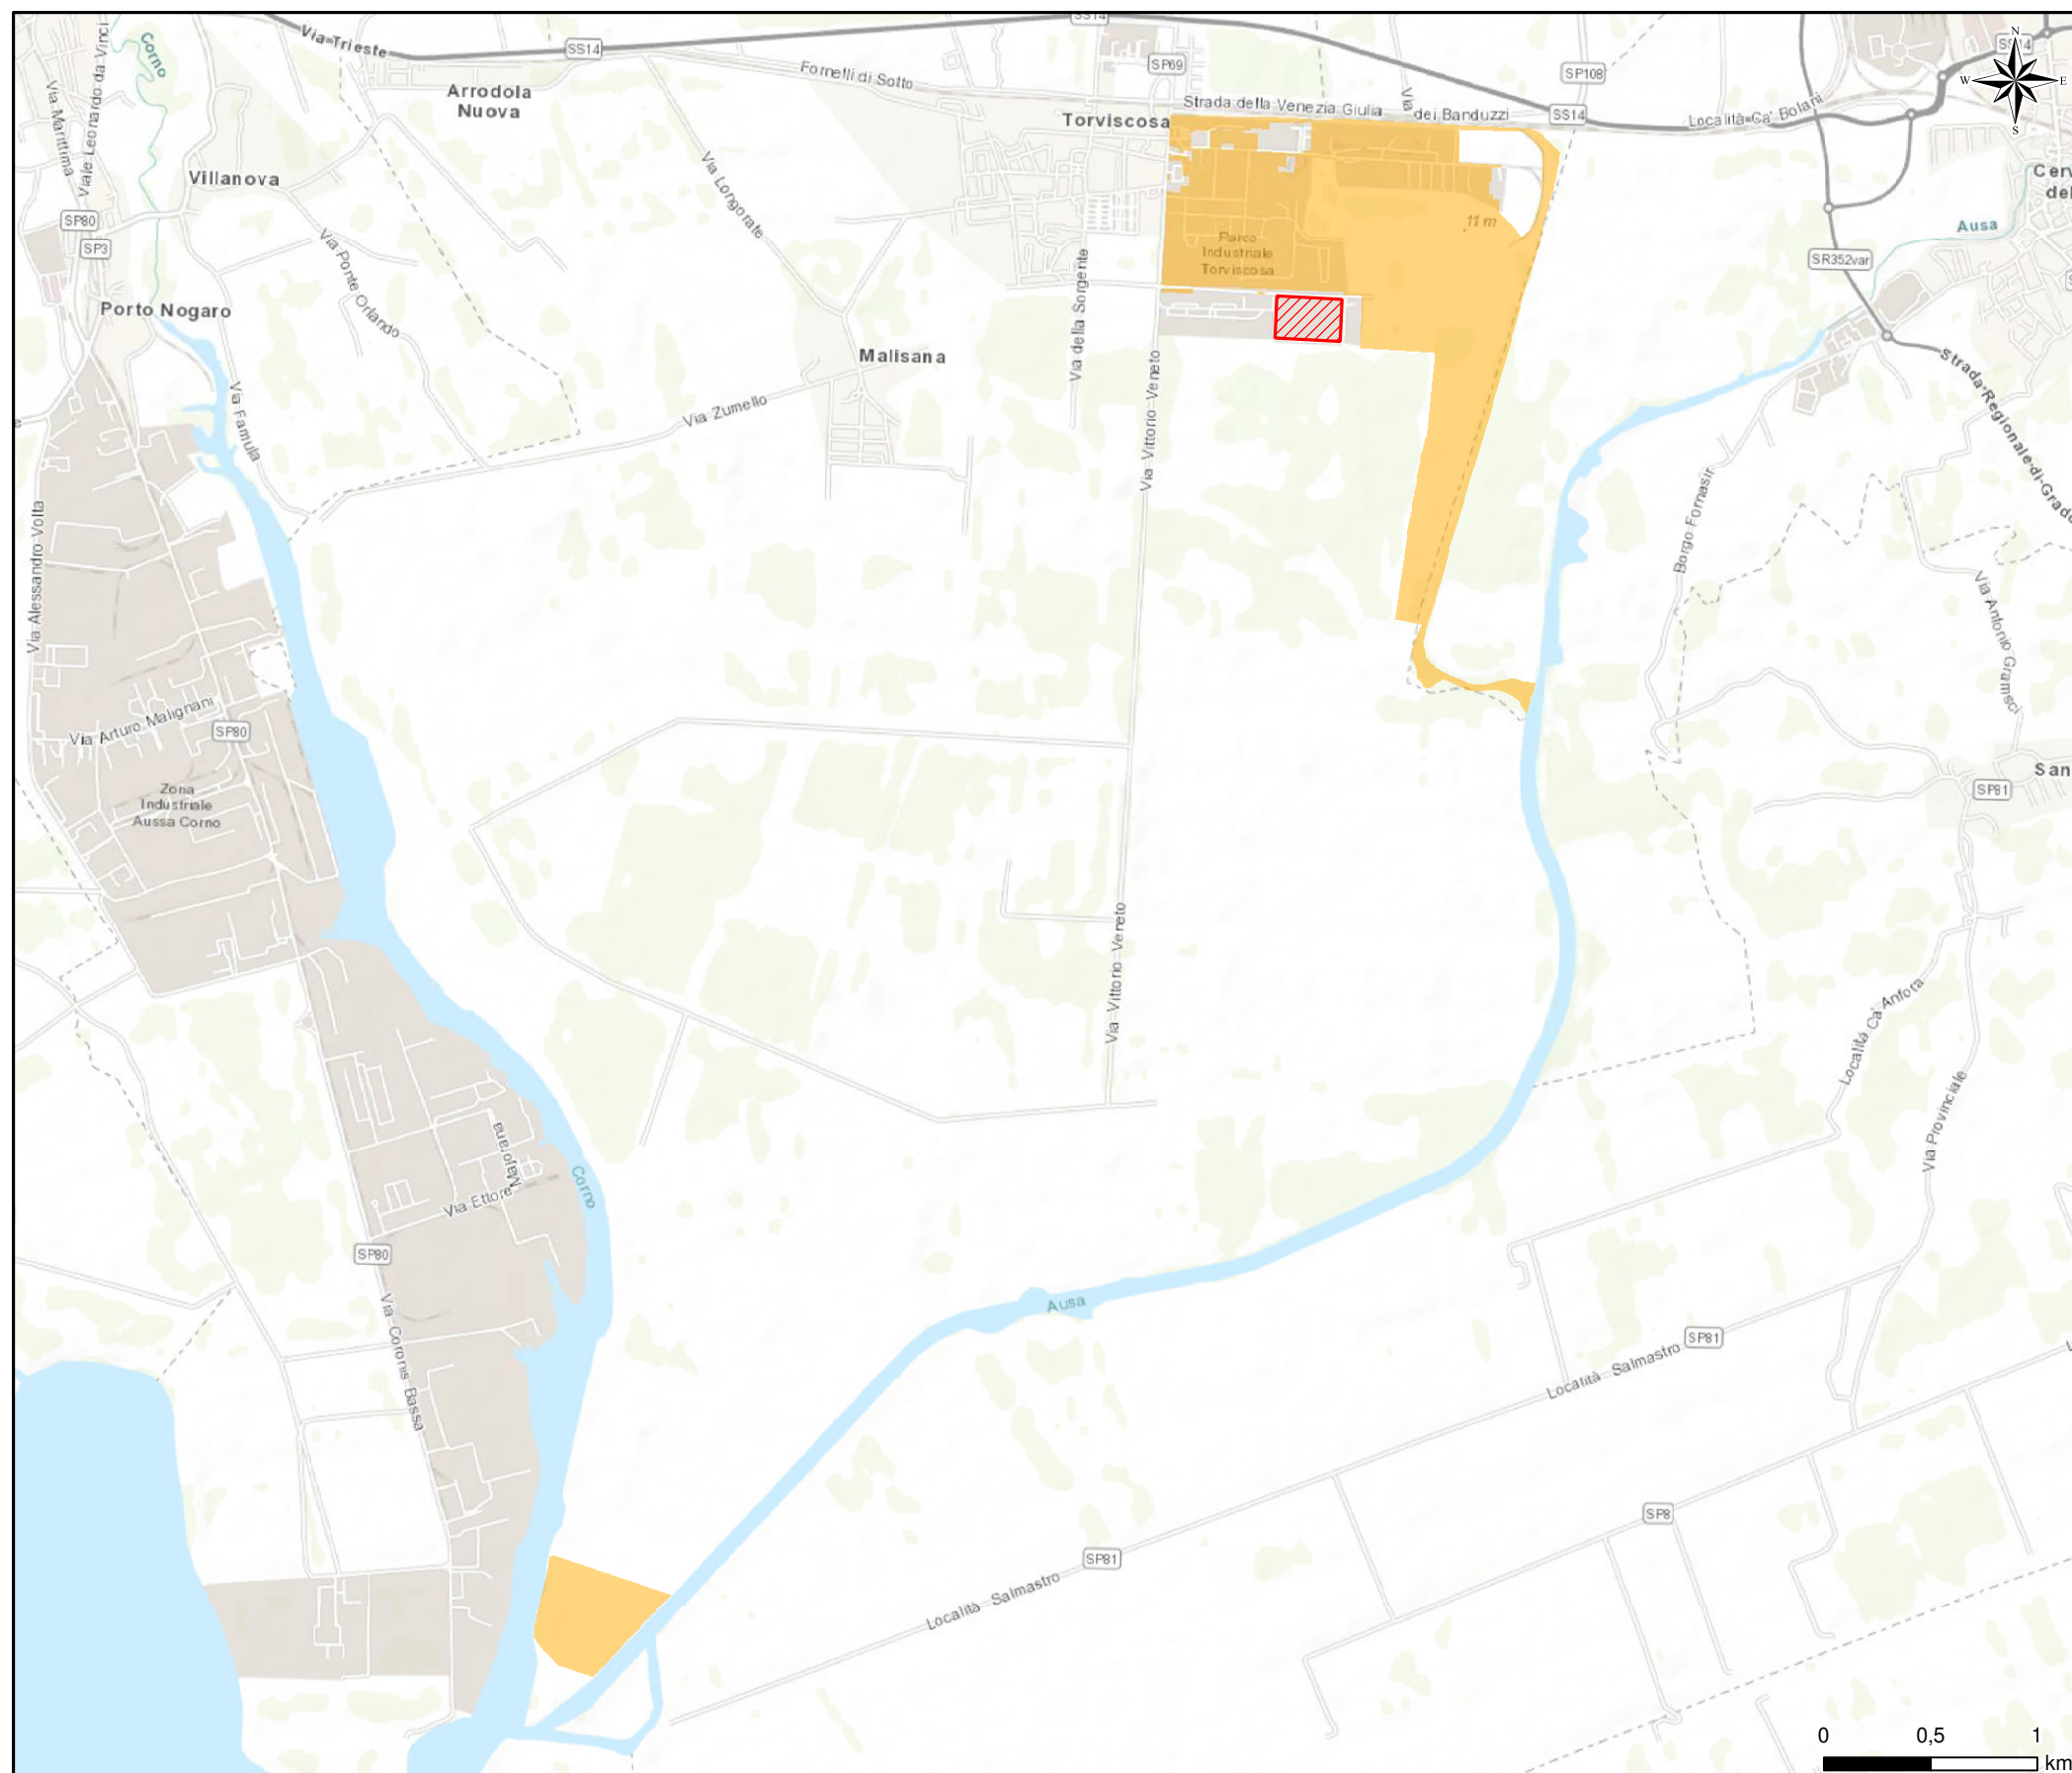 SS14
N
W
E
S
SS14
Via Trieste
SS14
Corno
Viale Leonardo da Vinci
Via Marittima
SP69
SP108
Fornelli di Sotto
Arrodola
Nuova
Strada della Venezia Giulia
Via
dei Banduzzi
SS14
Località Ca' Bolani
Torviscosa
Villanova
Via Longorate
SP80
SP3
11 m
Parco
Industriale
Torviscosa
Ausa
SR352var
Via Ponte Orlando
Porto Nogaro
Via della Sorgente
Malisana
Via Vittorio Veneto
Via Zumello
Via Famula
Strada Regionale di Grado
Borgo Fornasir
Via Alessandro Volta
Via Antonio Gramsci
Via Arturo Malignani
SP80
San
SP81
Zona
Industriale
Aussa Corno
Via Vittorio Veneto
Località Ca' Anfora
Via Provinciale
Corno
Via Ettore
Majorana
SP80
Ausa
Via Coronis Bassa
SP81
Località Salmastro
SP8
SP81
Località Salmastro
0
0,5
1
km